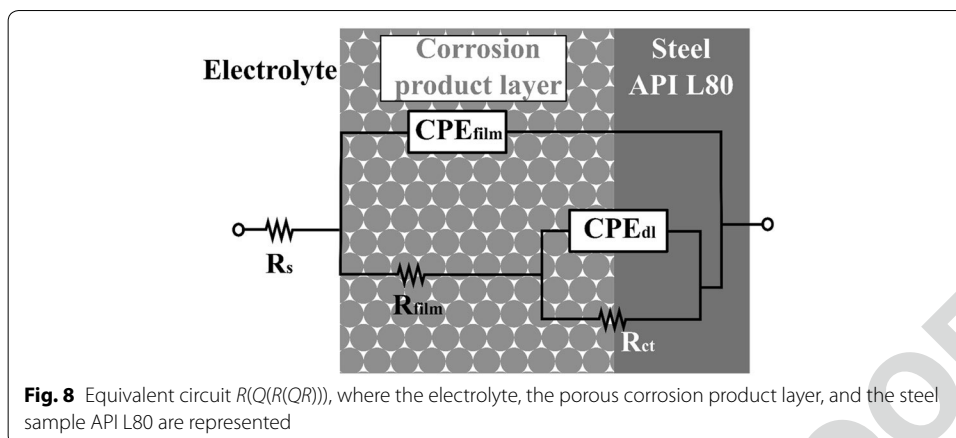 Corrosion
product layer
Steel
API L80
Electrolyte
CPEfilm
CPEdl
Rs
Rfilm
Rct
Fig. 8 Equivalent circuit R(Q(R(QR))), where the electrolyte, the porous corrosion product layer, and the steel
sample API L80 are represented